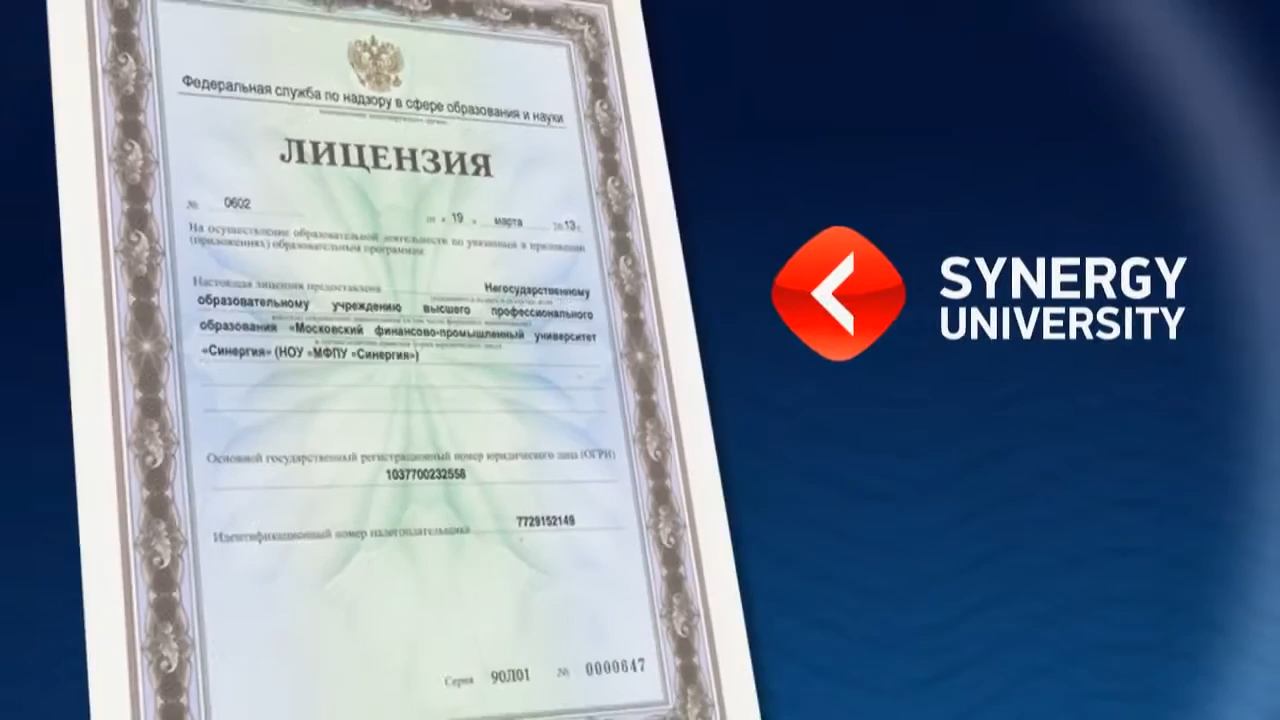 Федеральная служба по надзору в сфере образования и науки
ЛИЦЕНЗИЯ
№ 0602 от « 19 » марта 2013 г.
На осуществление образовательной деятельности по указанным в приложении
(приложениях) образовательным программам
Настоящая лицензия предоставлена Негосударственному
образовательному учреждению высшего профессионального
образования «Московский финансово-промышленный университет
«Синергия» (НОУ «МФПУ «Синергия»)
Основной государственный регистрационный номер юридического лица (ОГРН)
1037700232558
Идентификационный номер налогоплательщика 7729152149
Серия 90Л01 № 0000647
SYNERGY
UNIVERSITY